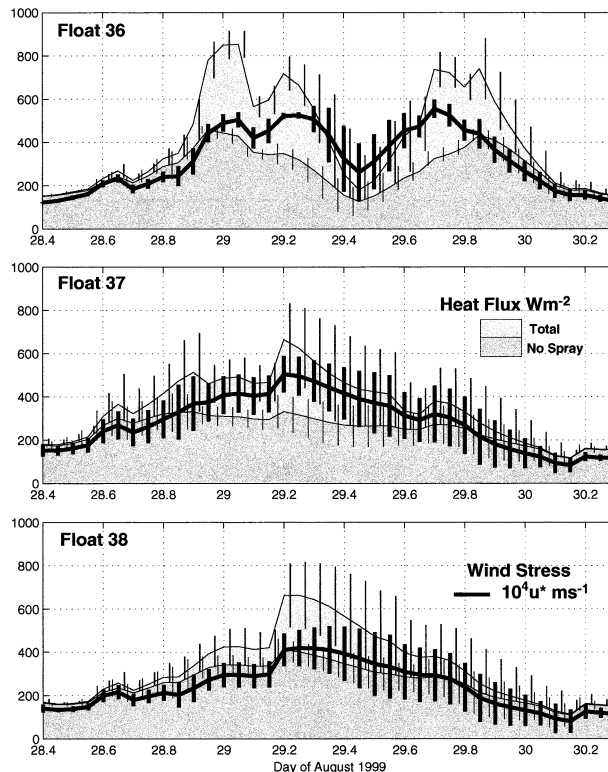 Float 36
1000
800
600
400
200
0
28.4 28.6 28.8 29 29.2 29.4 29.6 29.8 30 30.2
Float 37
Heat Flux Wm-2
Total
No Spray
1000
800
600
400
200
0
28.4 28.6 28.8 29 29.2 29.4 29.6 29.8 30 30.2
Float 38
Wind Stress
10⁴u* ms⁻¹
1000
800
600
400
200
0
28.4 28.6 28.8 29 29.2 29.4 29.6 29.8 30 30.2
Day of August 1999